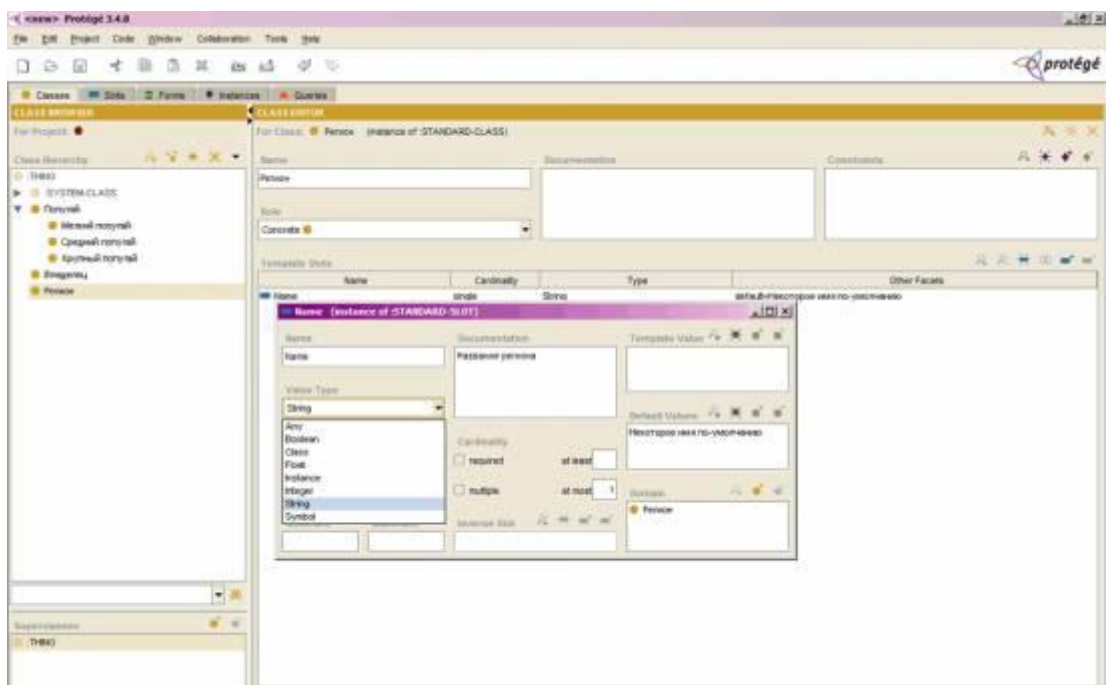 <new> Protégé 3.4.8
File Edit Project Code Window Collaboration Tools Help
protégé
Classes Slots Forms Instances Queries
CLASS BROWSER
CLASS EDITOR
For Project:
For Class: Регион (instance of :STANDARD-CLASS)
Class Hierarchy
Name
Documentation
Constraints
:THING
:SYSTEM-CLASS
Попугай
Мелкий попугай
Средний попугай
Крупный попугай
Владелец
Регион
Регион
Role
Concrete
Template Slots
Name Cardinality Type Other Facets
Name single String default=Некоторое имя по-умолчанию
Name (instance of :STANDARD-SLOT)
Name
Documentation
Template Value
Name
Название региона
Value Type
String
Default Values
Any
Boolean
Class
Float
Instance
Integer
String
Symbol
Некоторое имя по-умолчанию
Cardinality
required at least
multiple at most 1
Domain
Регион
Inverse Slot
Superclasses
:THING